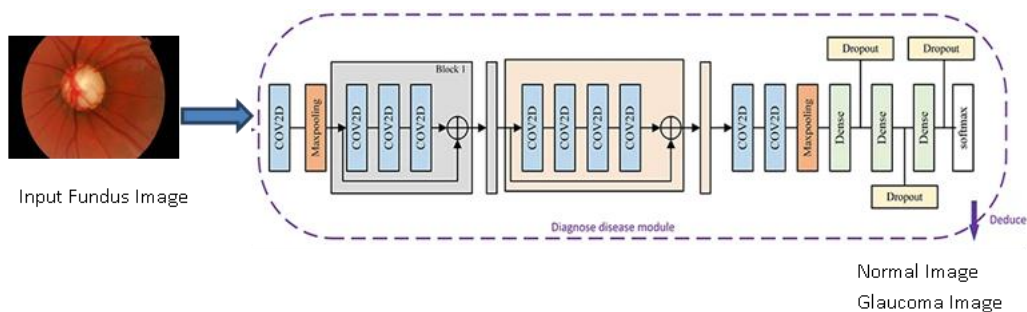 Dropout
Dropout
Block 1
COV2D
Maxpooling
COV2D
COV2D
COV2D
COV2D
COV2D
COV2D
COV2D
COV2D
COV2D
Maxpooling
Dense
Dense
Dense
softmax
Dropout
Input Fundus Image
Diagnose disease module
Deduce
Normal Image
Glaucoma Image